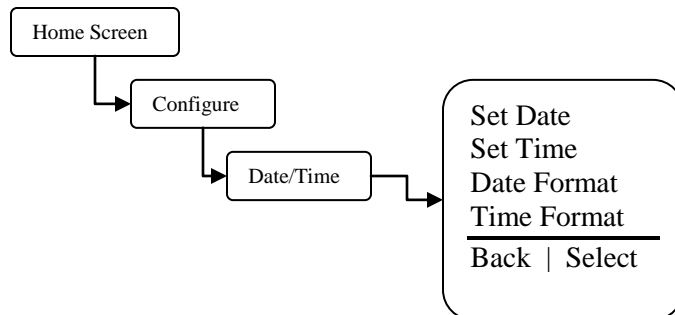 Home Screen
Configure
Date/Time
Set Date
Set Time
Date Format
Time Format
Back | Select